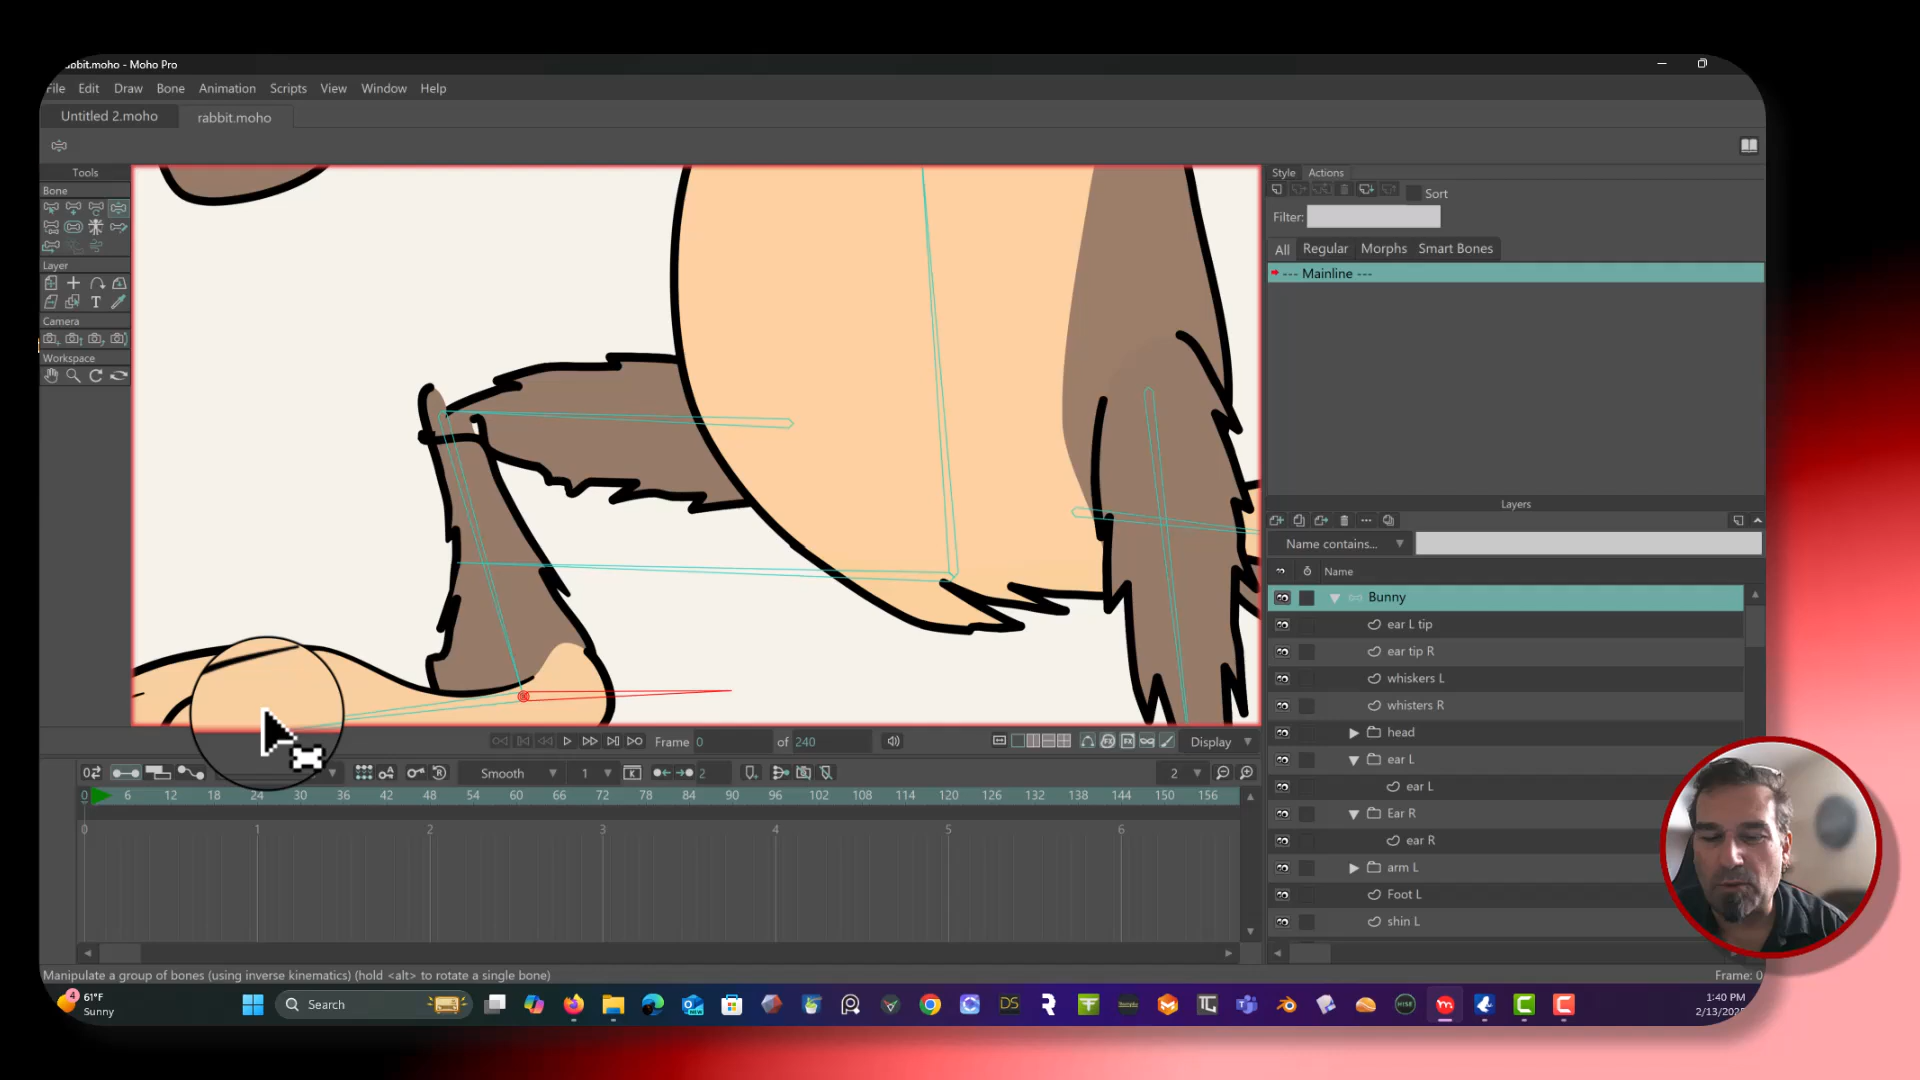 bbit.moho - Moho Pro
File Edit Draw Bone Animation Scripts View Window Help
Untitled 2.moho rabbit.moho
Tools
Bone
Layer
Camera
Workspace
Style Actions
Sort
Filter:
All Regular Morphs Smart Bones
--- Mainline ---
Layers
Name contains...
Name
Bunny
ear L tip
ear tip R
whiskers L
whisters R
head
ear L
ear L
Ear R
ear R
arm L
Foot L
shin L
Frame 0 of 240 Display
Smooth 1 2 2
0 6 12 18 24 30 36 42 48 54 60 66 72 78 84 90 96 102 108 114 120 126 132 138 144 150 156
0 1 2 3 4 5 6
Manipulate a group of bones (using inverse kinematics) (hold <alt> to rotate a single bone) Frame: 0
4 61°F
Sunny
Search
1:40 PM